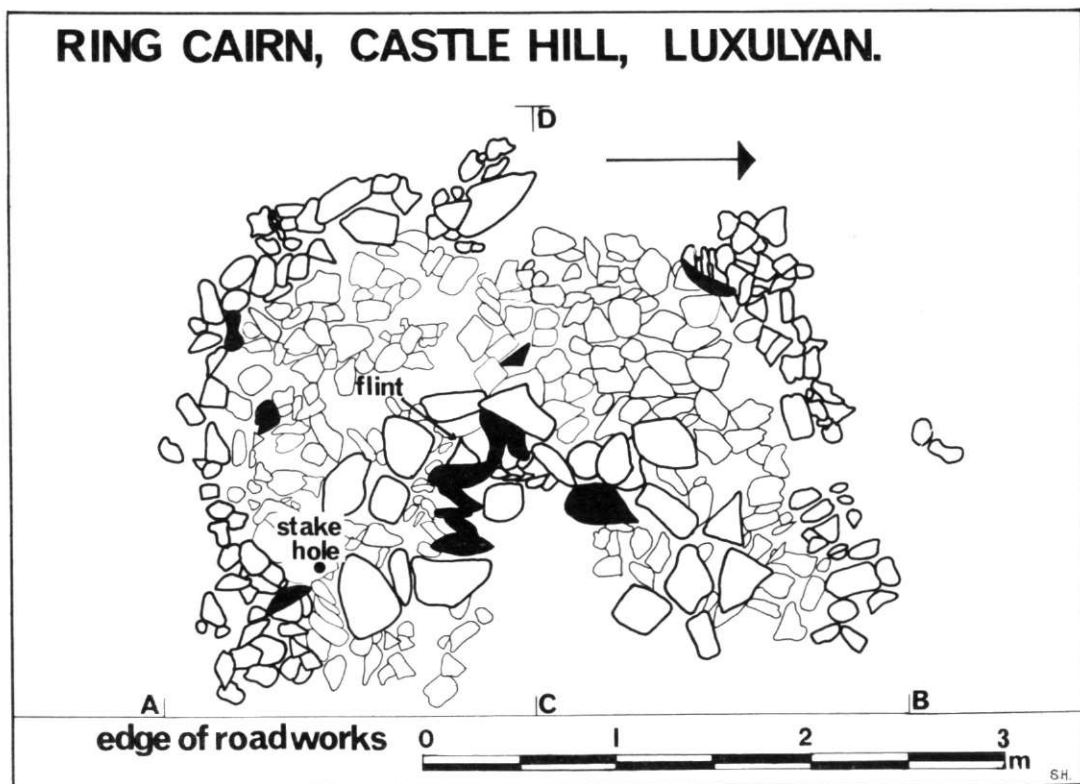 RING CAIRN, CASTLE HILL, LUXULYAN.
D
flint
stake
hole
A
C
B
edge of roadworks
0 1 2 3
m
S.H.